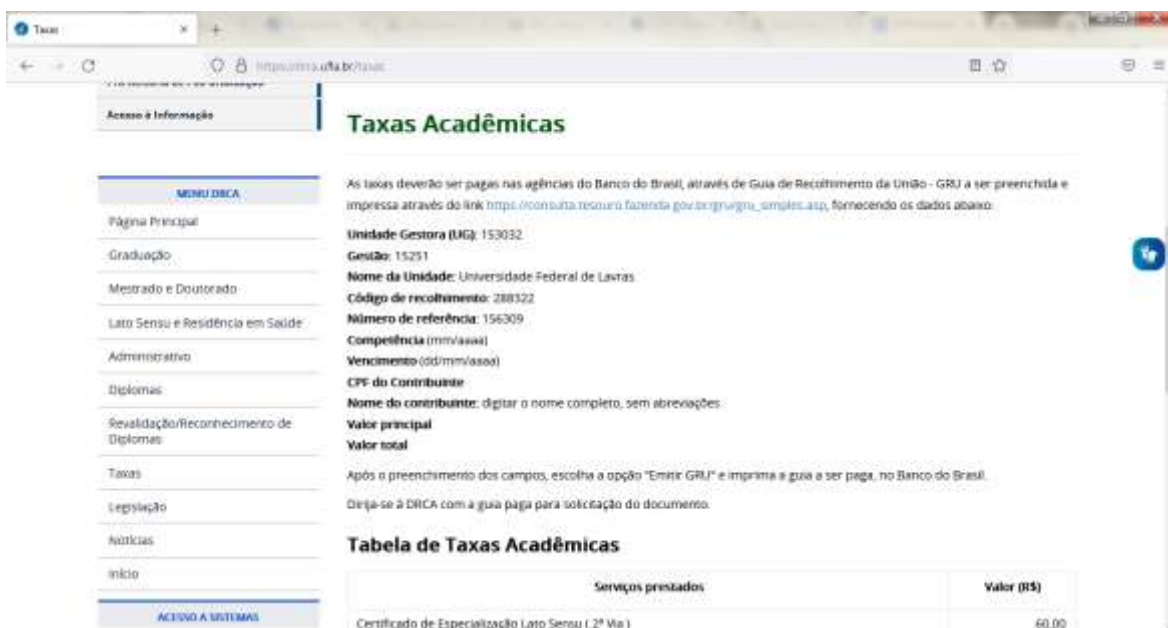 Taxas
ufla.br/taxas
Acesso à Informação
MENU DRCA
Página Principal
Graduação
Mestrado e Doutorado
Lato Sensu e Residência em Saúde
Administrativo
Diplomas
Revalidação/Reconhecimento de
Diplomas
Taxas
Legislação
Notícias
Início
ACESSO A SISTEMAS
Taxas Acadêmicas
As taxas deverão ser pagas nas agências do Banco do Brasil, através de Guia de Recolhimento da União - GRU a ser preenchida e
impressa através do link https://consulta.tesouro.fazenda.gov.br/gru/gru_simples.asp, fornecendo os dados abaixo:
Unidade Gestora (UG): 153032
Gestão: 15251
Nome da Unidade: Universidade Federal de Lavras
Código de recolhimento: 288322
Número de referência: 156309
Competência (mm/aaaa)
Vencimento (dd/mm/aaaa)
CPF do Contribuinte
Nome do contribuinte: digitar o nome completo, sem abreviações
Valor principal
Valor total
Após o preenchimento dos campos, escolha a opção "Emitir GRU" e imprima a guia a ser paga, no Banco do Brasil.
Dirija-se à DRCA com a guia paga para solicitação do documento.
Tabela de Taxas Acadêmicas
Serviços prestados Valor (R$)
Certificado de Especialização Lato Sensu ( 2ª Via ) 60,00